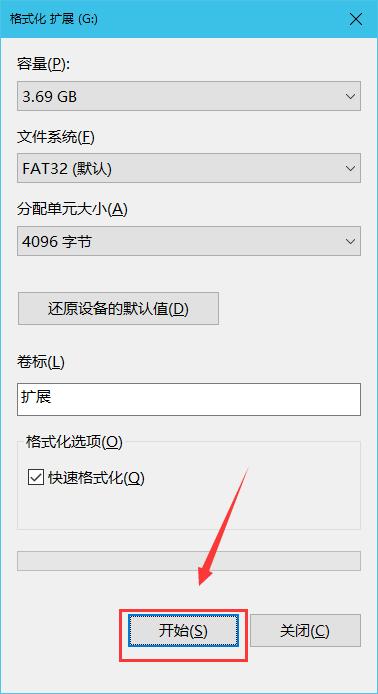 格式化 扩展 (G:)
容量(P):
3.69 GB
文件系统(F)
FAT32 (默认)
分配单元大小(A)
4096 字节
还原设备的默认值(D)
卷标(L)
扩展
格式化选项(O)
快速格式化(Q)
开始(S)
关闭(C)